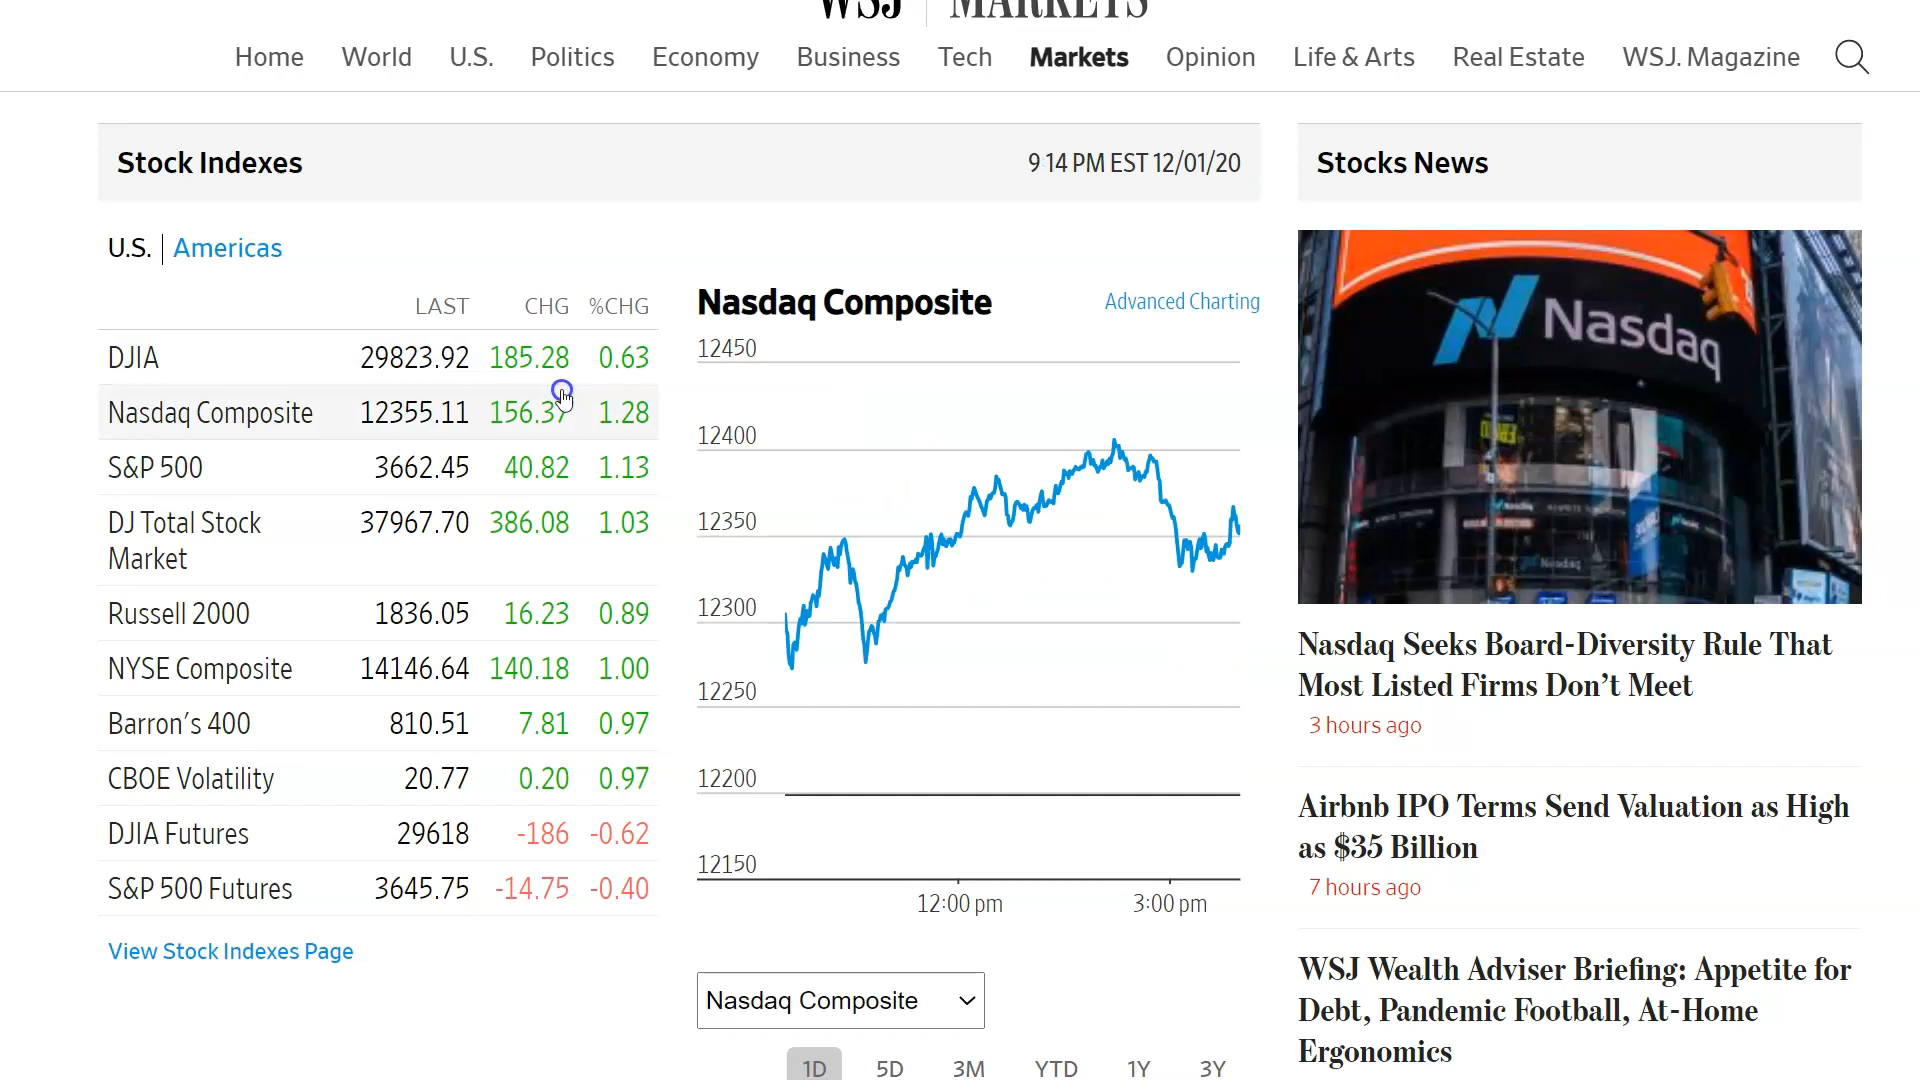 WSJ MARKETS
Home World U.S. Politics Economy Business Tech Markets Opinion Life & Arts Real Estate WSJ. Magazine
Stock Indexes 9 14 PM EST 12/01/20
U.S. Americas
LAST CHG %CHG
DJIA 29823.92 185.28 0.63
Nasdaq Composite 12355.11 156.37 1.28
S&P 500 3662.45 40.82 1.13
DJ Total Stock 37967.70 386.08 1.03
Market
Russell 2000 1836.05 16.23 0.89
NYSE Composite 14146.64 140.18 1.00
Barron's 400 810.51 7.81 0.97
CBOE Volatility 20.77 0.20 0.97
DJIA Futures 29618 -186 -0.62
S&P 500 Futures 3645.75 -14.75 -0.40
View Stock Indexes Page
Nasdaq Composite Advanced Charting
12450
12400
12350
12300
12250
12200
12150
12:00 pm 3:00 pm
Nasdaq Composite
1D 5D 3M YTD 1Y 3Y
Stocks News
Nasdaq
Nasdaq Seeks Board-Diversity Rule That
Most Listed Firms Don’t Meet
3 hours ago
Airbnb IPO Terms Send Valuation as High
as $35 Billion
7 hours ago
WSJ Wealth Adviser Briefing: Appetite for
Debt, Pandemic Football, At-Home
Ergonomics